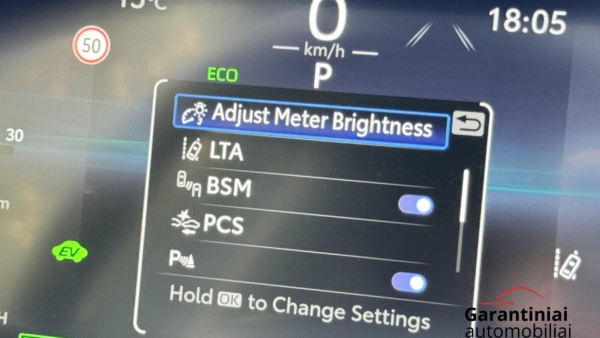 15°C
0
18:05
50
km/h
ECO
P
Adjust Meter Brightness
30
LTA
BSM
PCS
EV
P
Hold OK to Change Settings
H
Garantiniai
automobiliai